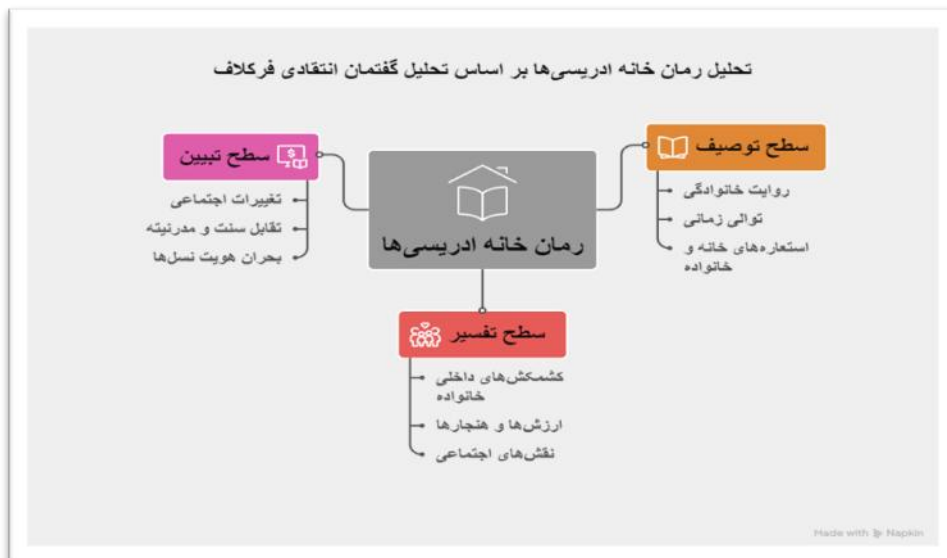 تحلیل رمان خانه ادریسی‌ها بر اساس تحلیل گفتمان انتقادی فرکلاف
سطح توصیف
روایت خانوادگی
توالی زمانی
استعاره‌های خانه و
خانواده
رمان خانه ادریسی‌ها
سطح تبیین
تغییرات اجتماعی
تقابل سنت و مدرنیته
بحران هویت نسل‌ها
سطح تفسیر
کشمکش‌های داخلی
خانواده
ارزش‌ها و هنجارها
نقش‌های اجتماعی
Made with Napkin